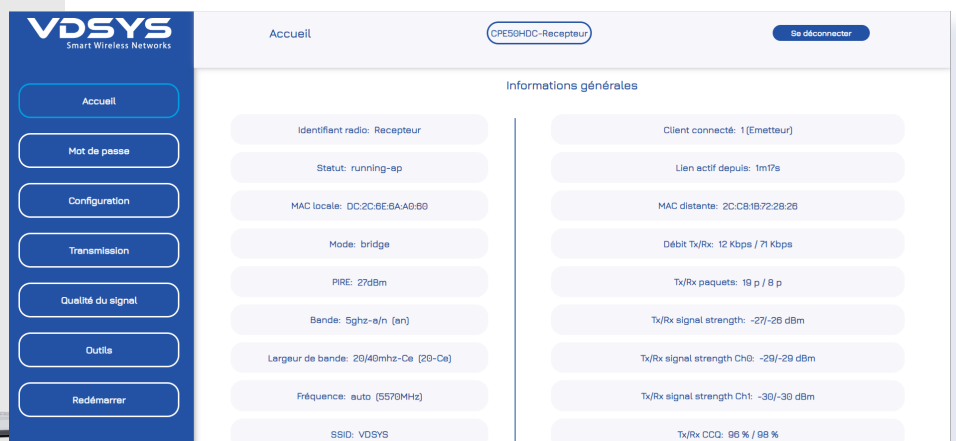 VDSYS
Smart Wireless Networks
Accueil
CPE5GHDC-Recepteur
Se déconnecter
Accueil
Mot de passe
Configuration
Transmission
Qualité du signal
Outils
Redémarrer
Informations générales
Identifiant radio: Recepteur
Statut: running-ap
MAC locale: DC:2C:6E:6A:A0:60
Mode: bridge
PIRE: 27dBm
Bande: 5ghz-a/n (an)
Largeur de bande: 20/40mhz-Ce (20-Ce)
Fréquence: auto (5570MHz)
SSID: VDSYS
Client connecté: 1 (Emetteur)
Lien actif depuis: 1m17s
MAC distante: 2C:C8:1B:72:28:26
Débit Tx/Rx: 12 Kbps / 71 Kbps
Tx/Rx paquets: 19 p / 8 p
Tx/Rx signal strength: -27/-26 dBm
Tx/Rx signal strength Ch0: -29/-29 dBm
Tx/Rx signal strength Ch1: -30/-30 dBm
Tx/Rx CCQ: 96 % / 98 %